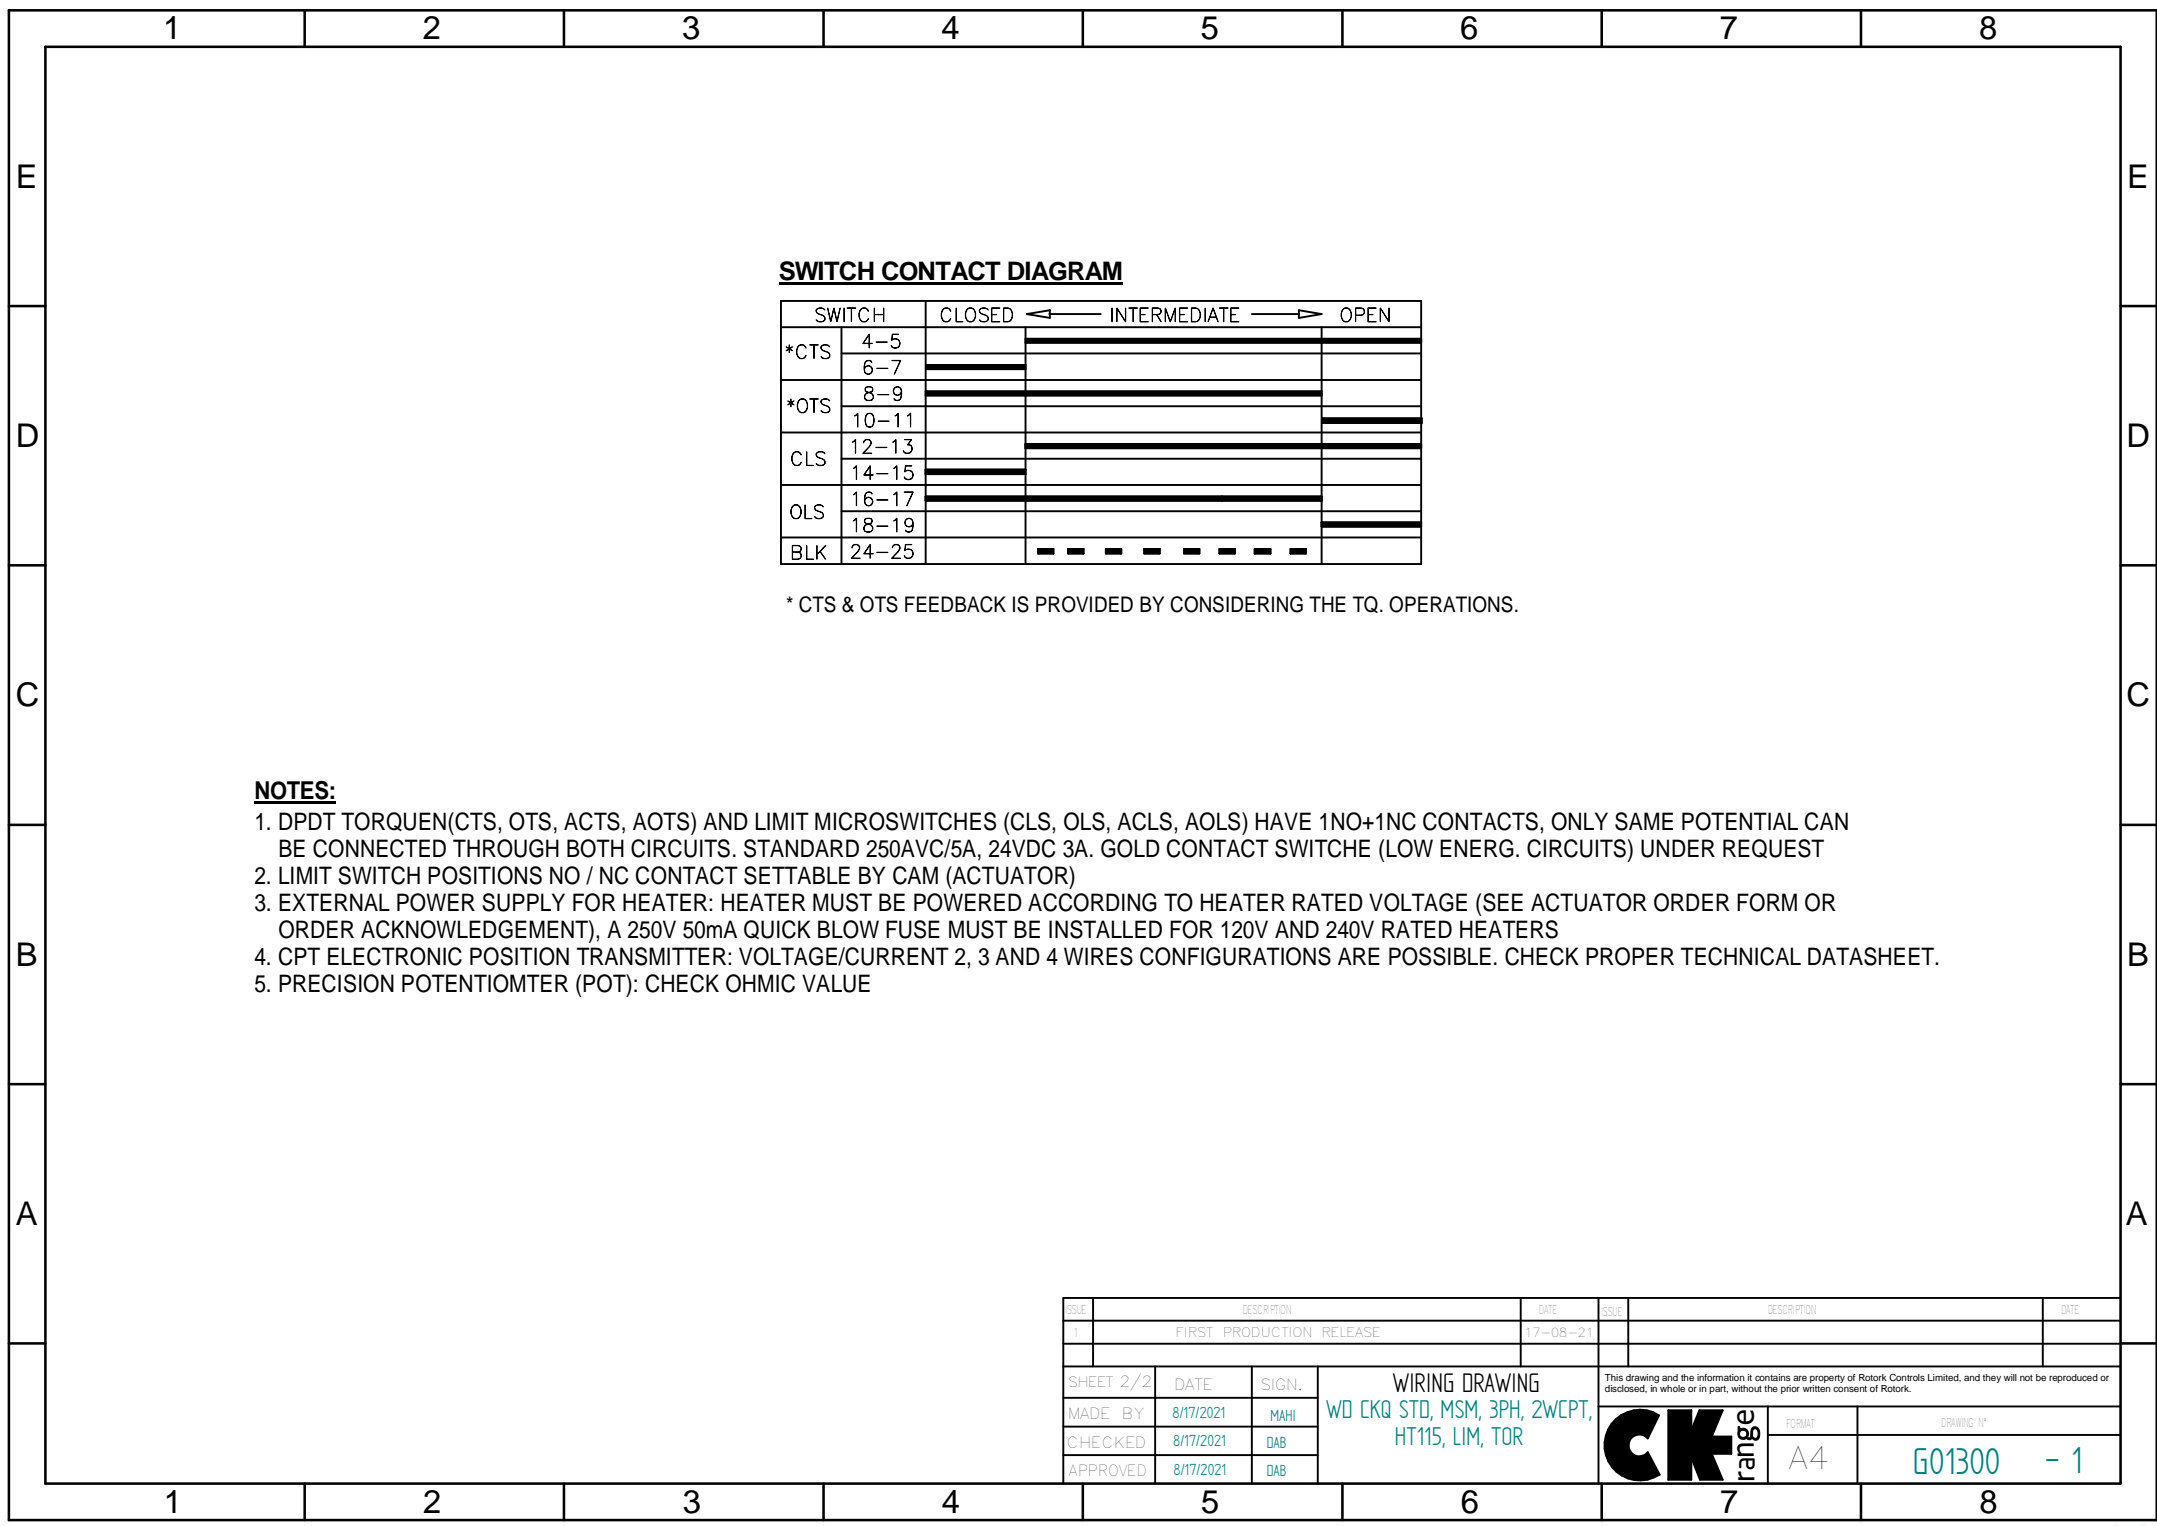 1 2 3 4 5 6 7 8
E E
SWITCH CONTACT DIAGRAM
SWITCH CLOSED INTERMEDIATE OPEN
*CTS 4-5
6-7
*OTS 8-9
10-11
D D
CLS 12-13
14-15
OLS 16-17
18-19
BLK 24-25
* CTS & OTS FEEDBACK IS PROVIDED BY CONSIDERING THE TQ. OPERATIONS.
C C
NOTES:
1. DPDT TORQUEN(CTS, OTS, ACTS, AOTS) AND LIMIT MICROSWITCHES (CLS, OLS, ACLS, AOLS) HAVE 1NO+1NC CONTACTS, ONLY SAME POTENTIAL CAN
BE CONNECTED THROUGH BOTH CIRCUITS. STANDARD 250AVC/5A, 24VDC 3A. GOLD CONTACT SWITCHE (LOW ENERG. CIRCUITS) UNDER REQUEST
2. LIMIT SWITCH POSITIONS NO / NC CONTACT SETTABLE BY CAM (ACTUATOR)
3. EXTERNAL POWER SUPPLY FOR HEATER: HEATER MUST BE POWERED ACCORDING TO HEATER RATED VOLTAGE (SEE ACTUATOR ORDER FORM OR
ORDER ACKNOWLEDGEMENT), A 250V 50mA QUICK BLOW FUSE MUST BE INSTALLED FOR 120V AND 240V RATED HEATERS
4. CPT ELECTRONIC POSITION TRANSMITTER: VOLTAGE/CURRENT 2, 3 AND 4 WIRES CONFIGURATIONS ARE POSSIBLE. CHECK PROPER TECHNICAL DATASHEET.
5. PRECISION POTENTIOMTER (POT): CHECK OHMIC VALUE
B B
A A
ISSUE DESCRIPTION DATE ISSUE DESCRIPTION DATE
1 FIRST PRODUCTION RELEASE 17-08-21
SHEET 2/2 DATE SIGN.
MADE BY 8/17/2021 MAHI
CHECKED 8/17/2021 DAB
APPROVED 8/17/2021 DAB
WIRING DRAWING
WD CKQ STD, MSM, 3PH, 2WCPT,
HT115, LIM, TOR
This drawing and the information it contains are property of Rotork Controls Limited, and they will not be reproduced or
disclosed, in whole or in part, without the prior written consent of Rotork.
CK range
FORMAT DRAWING N°
A4 G01300 - 1
1 2 3 4 5 6 7 8